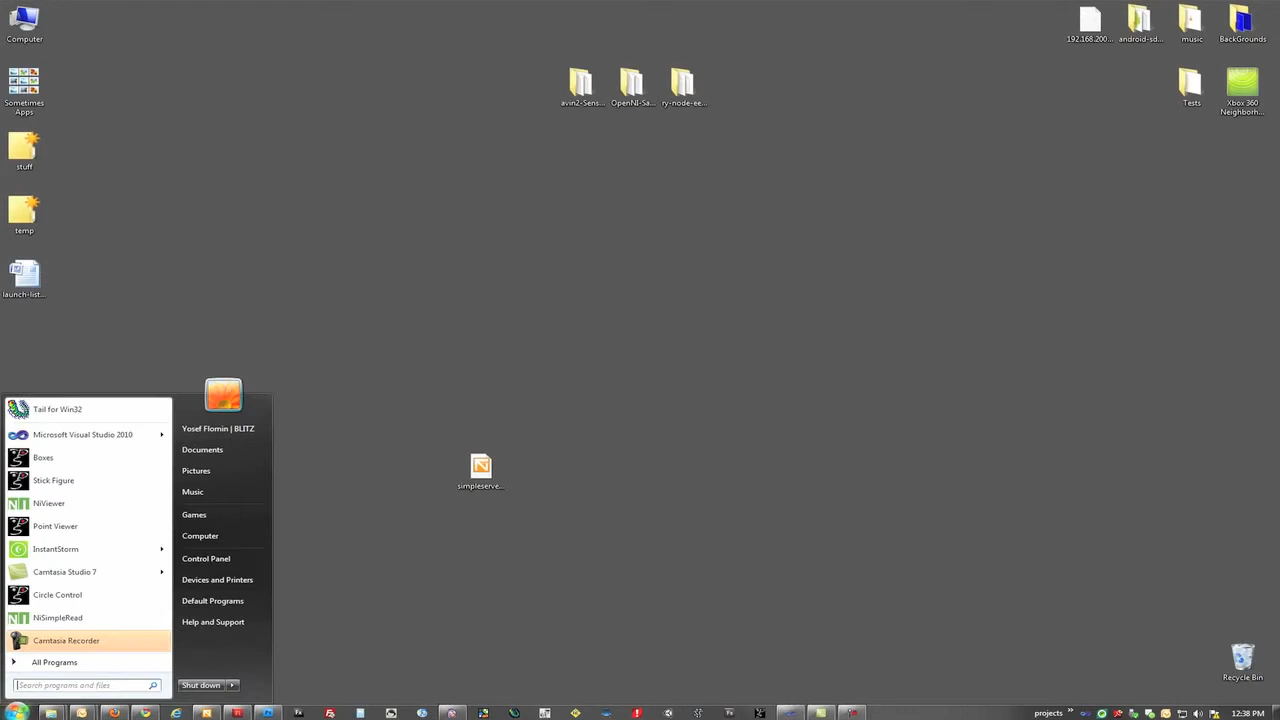 Computer
Sometimes
Apps
stuff
temp
launch-list...
avin2-Sens...
OpenNI-Sa...
ry-node-ee...
192.168.200...
android-sd...
music
BackGrounds
Tests
Xbox 360
Neighborh...
simpleserve...
Recycle Bin
Tail for Win32
Microsoft Visual Studio 2010
Boxes
Stick Figure
NiViewer
Point Viewer
InstantStorm
Camtasia Studio 7
Circle Control
NiSimpleRead
Camtasia Recorder
All Programs
Search programs and files
Yosef Flomin | BLITZ
Documents
Pictures
Music
Games
Computer
Control Panel
Devices and Printers
Default Programs
Help and Support
Shut down
projects
12:38 PM